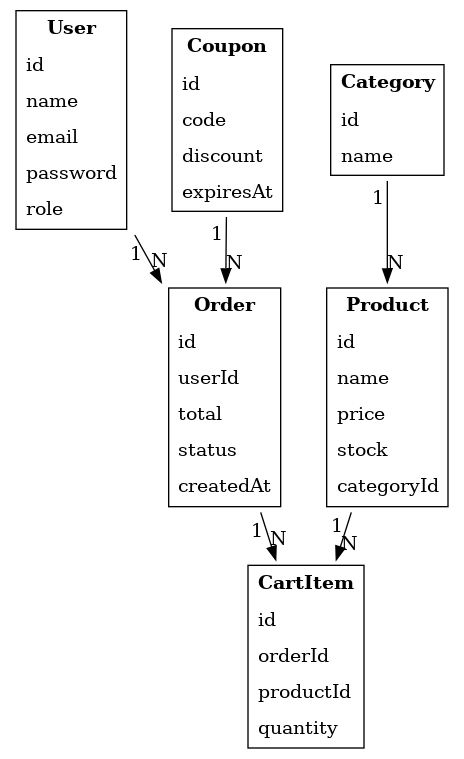 User
id
name
email
password
role
Coupon
id
code
discount
expiresAt
Category
id
name
1
N
1
N
1
N
Order
id
userId
total
status
createdAt
Product
id
name
price
stock
categoryId
1
N
1
N
CartItem
id
orderId
productId
quantity